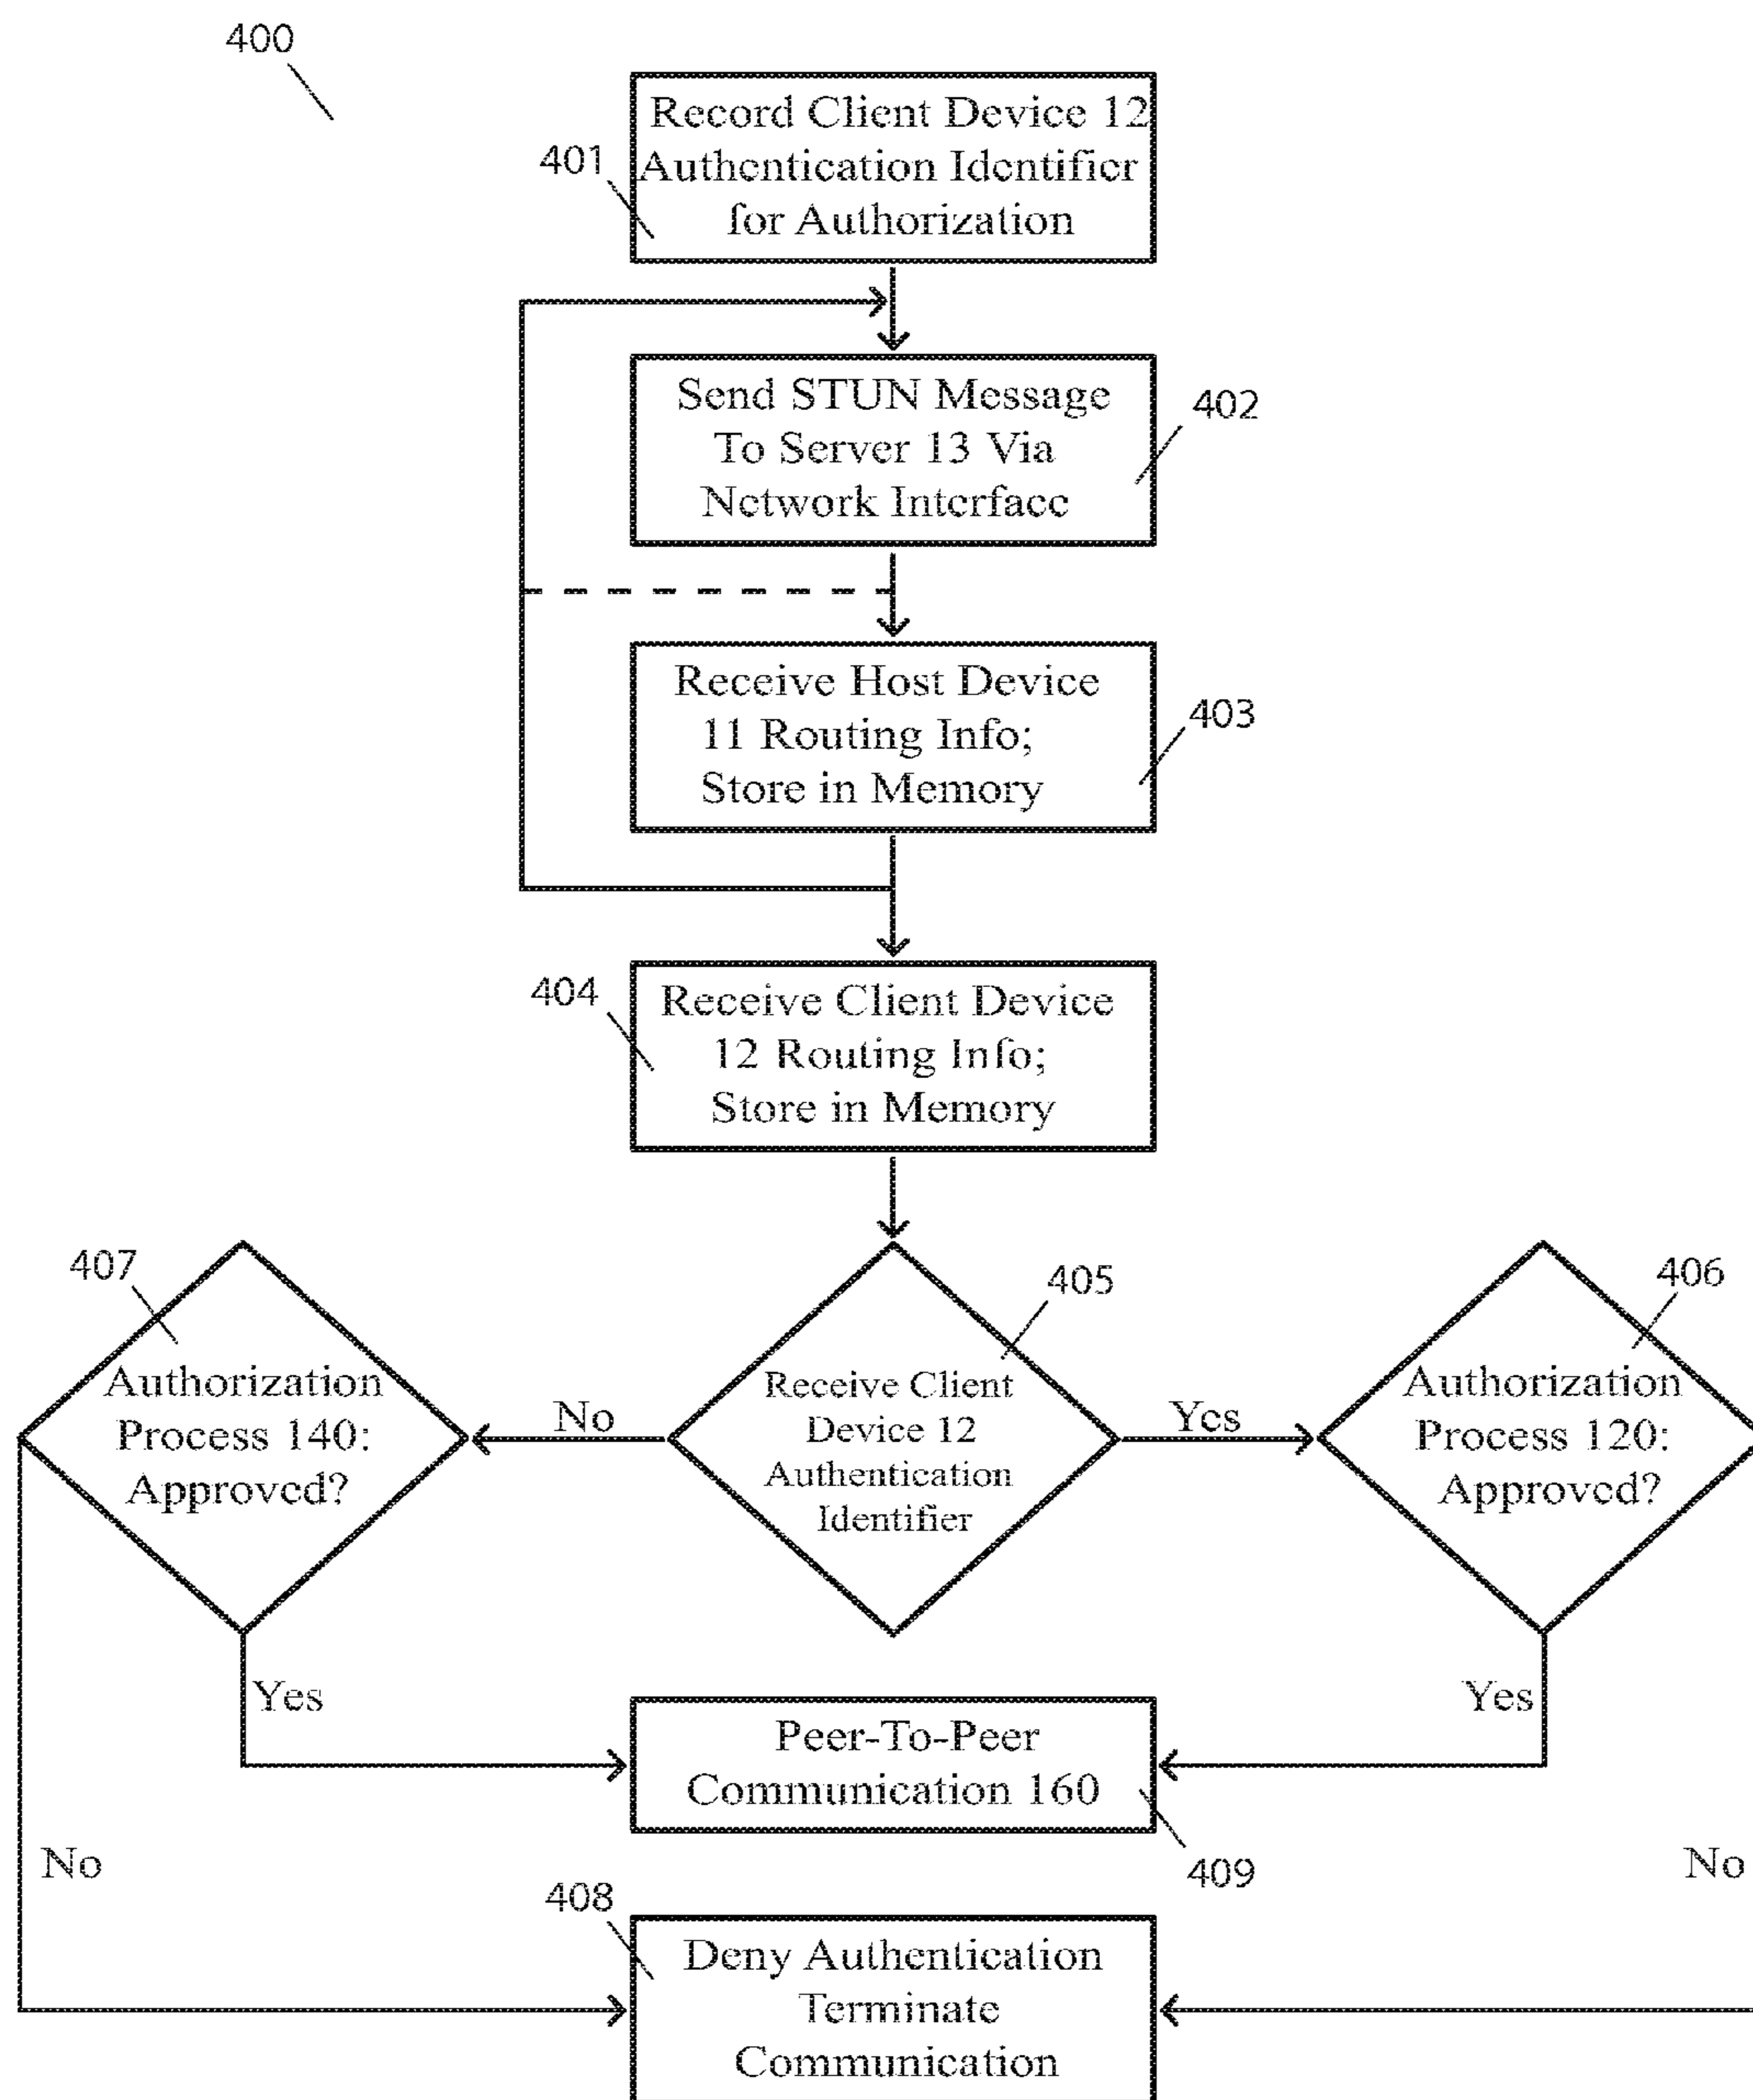 400
Record Client Device 12
Authentication Identifier
for Authorization
401
Send STUN Message
To Server 13 Via
Network Interface
402
Receive Host Device
11 Routing Info;
Store in Memory
403
404
Receive Client Device
12 Routing Info;
Store in Memory
407
Authorization
Process 140:
Approved?
No
405
Receive Client
Device 12
Authentication
Identifier
Yes
406
Authorization
Process 120:
Approved?
Yes
Yes
Peer-To-Peer
Communication 160
409
No
No
408
Deny Authentication
Terminate
Communication